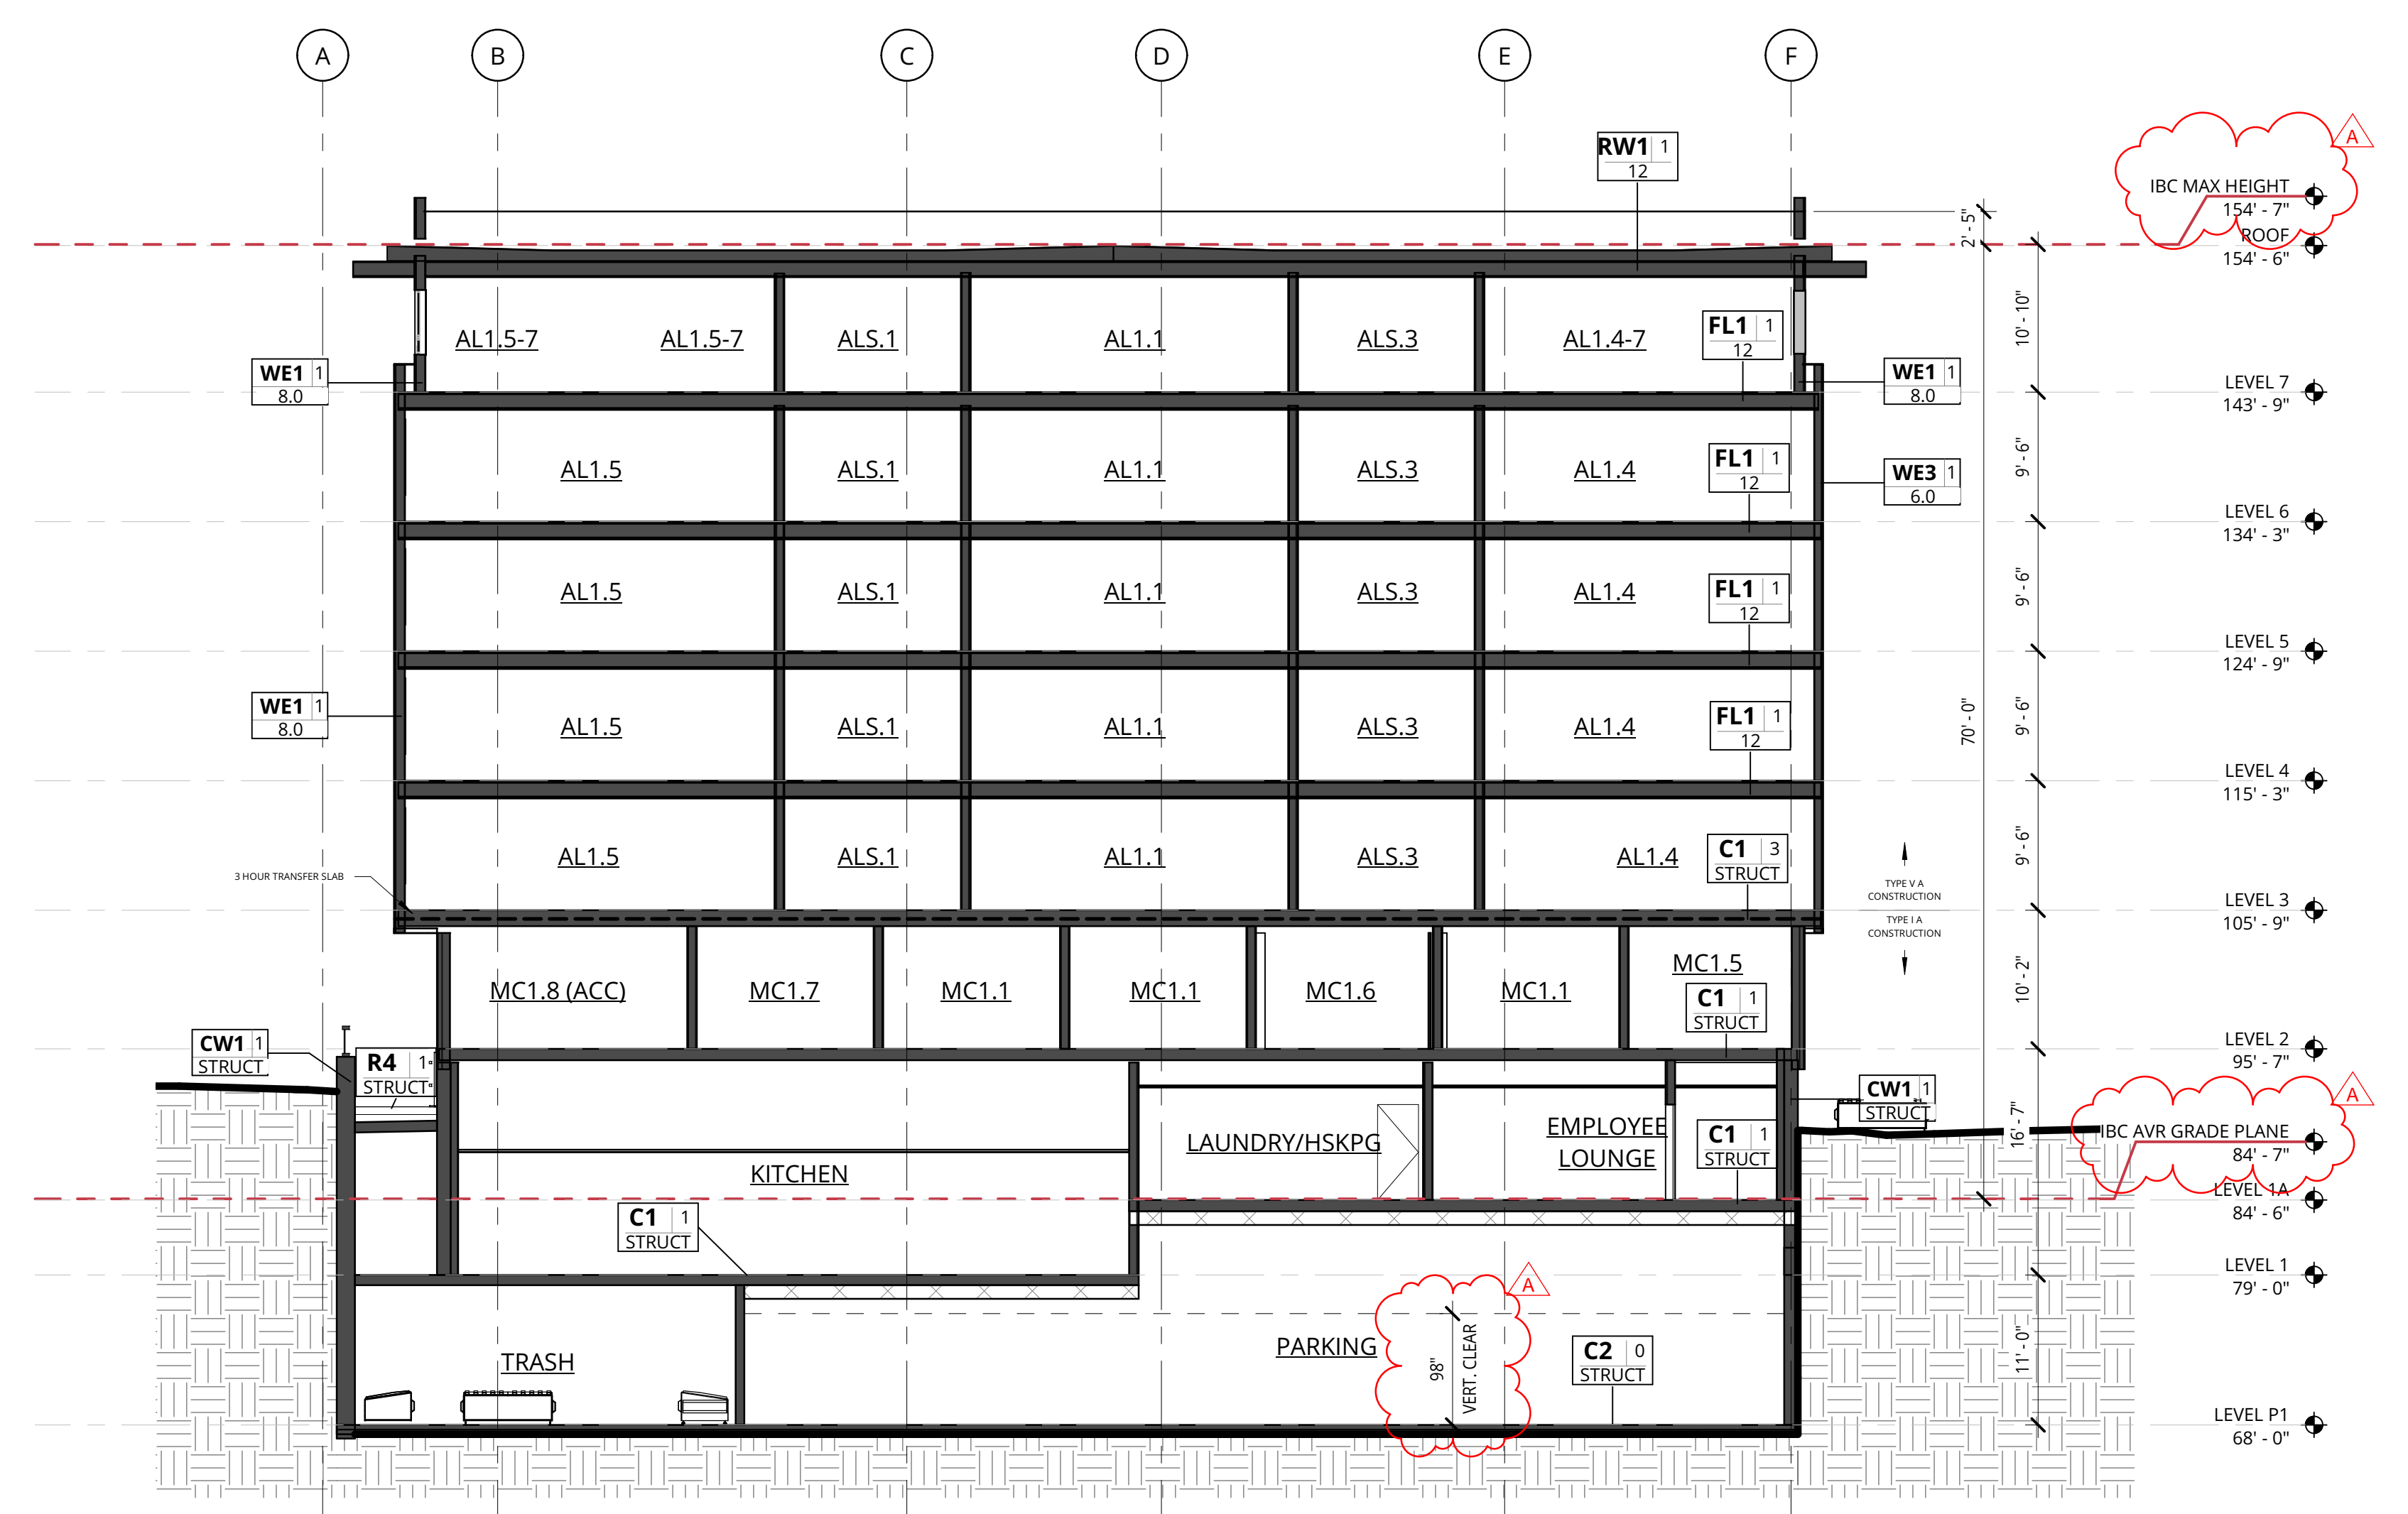 A
B
C
D
E
F
A
RW1 1
12
IBC MAX HEIGHT
154' - 7"
2' - 5"
ROOF
154' - 6"
10' - 10"
FL1 1
12
AL1.5-7
AL1.5-7
ALS.1
AL1.1
ALS.3
AL1.4-7
WE1 1
8.0
WE1 1
8.0
LEVEL 7
143' - 9"
9' - 6"
FL1 1
12
AL1.5
ALS.1
AL1.1
ALS.3
AL1.4
WE3 1
6.0
LEVEL 6
134' - 3"
9' - 6"
FL1 1
12
AL1.5
ALS.1
AL1.1
ALS.3
AL1.4
LEVEL 5
124' - 9"
9' - 6"
70' - 0"
WE1 1
8.0
FL1 1
12
AL1.5
ALS.1
AL1.1
ALS.3
AL1.4
LEVEL 4
115' - 3"
9' - 6"
C1 3
STRUCT
AL1.5
ALS.1
AL1.1
ALS.3
AL1.4
3 HOUR TRANSFER SLAB
TYPE V A
CONSTRUCTION
LEVEL 3
105' - 9"
TYPE I A
CONSTRUCTION
10' - 2"
MC1.8 (ACC)
MC1.7
MC1.1
MC1.1
MC1.6
MC1.1
MC1.5
C1 1
STRUCT
CW1 1
STRUCT
R4 1
STRUCT
LEVEL 2
95' - 7"
CW1 1
STRUCT
A
16' - 7"
IBC AVR GRADE PLANE
84' - 7"
KITCHEN
LAUNDRY/HSKPG
EMPLOYEE
LOUNGE
C1 1
STRUCT
LEVEL 1A
84' - 6"
C1 1
STRUCT
LEVEL 1
79' - 0"
A
TRASH
PARKING
98"
VERT. CLEAR
C2 0
STRUCT
11' - 0"
LEVEL P1
68' - 0"